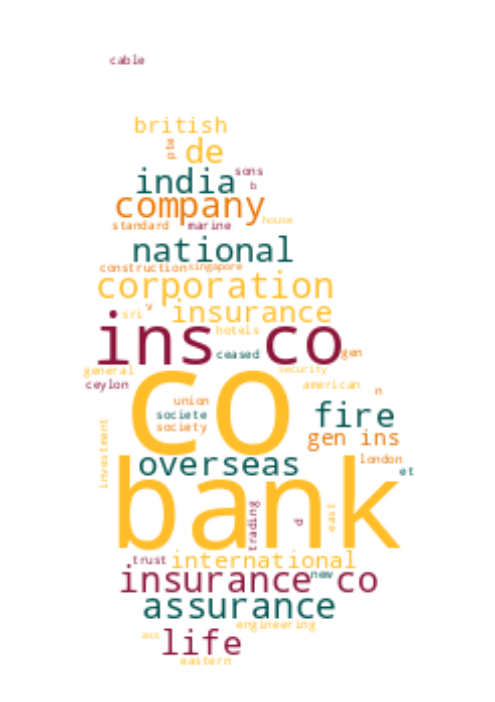 cable
british
pte de
india sons
b
company
house
standard marine
national
construction singapore
corporation
v
sri insurance
hotels
ins co
ceased gen
general security
ceylon american
co
n
union
societe fire
society
gen ins
investment
overseas london
et
bank
trading
d
east
trust international
new
insurance co
assurance
engineering
ass life
eastern